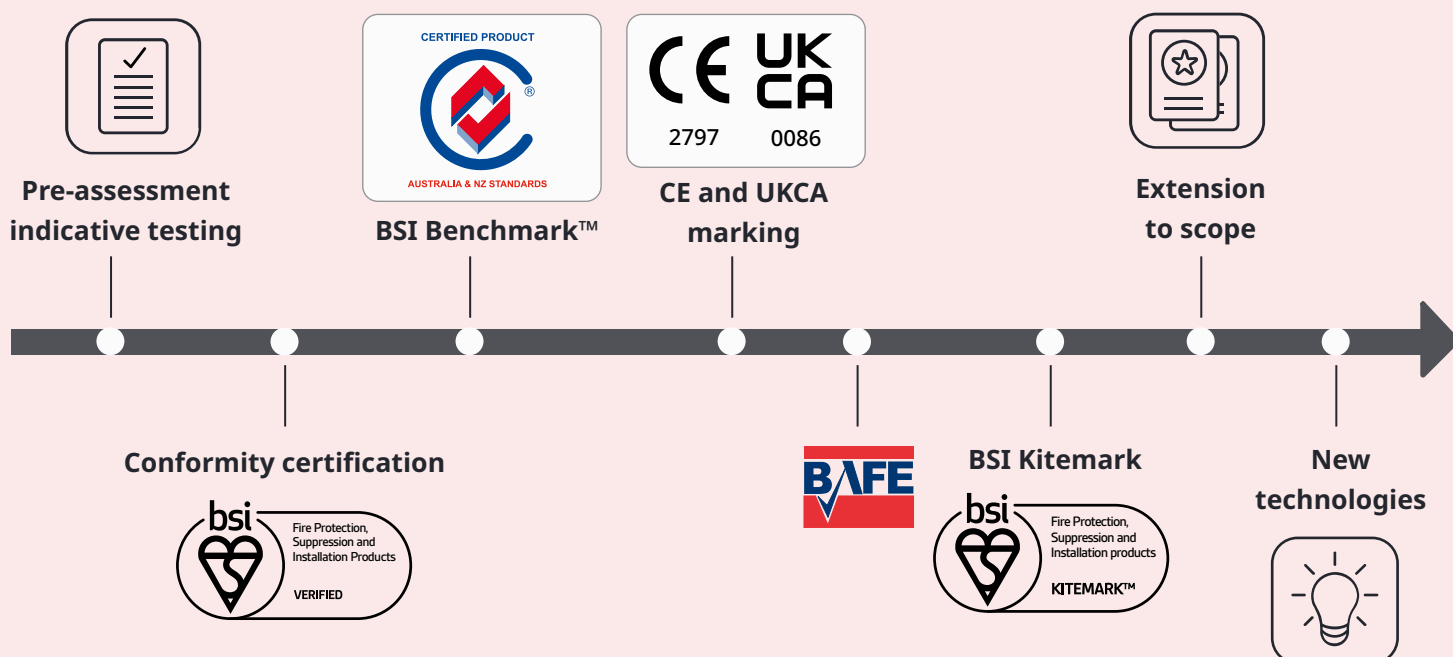 Pre-assessment
indicative testing
CERTIFIED PRODUCT
®
AUSTRALIA & NZ STANDARDS
BSI Benchmark™
CE UK
CA
2797 0086
CE and UKCA
marking
Extension
to scope
Conformity certification
bsi
Fire Protection,
Suppression and
Installation Products
VERIFIED
BAFE
BSI Kitemark
bsi
Fire Protection,
Suppression and
Installation products
KITEMARK™
New
technologies